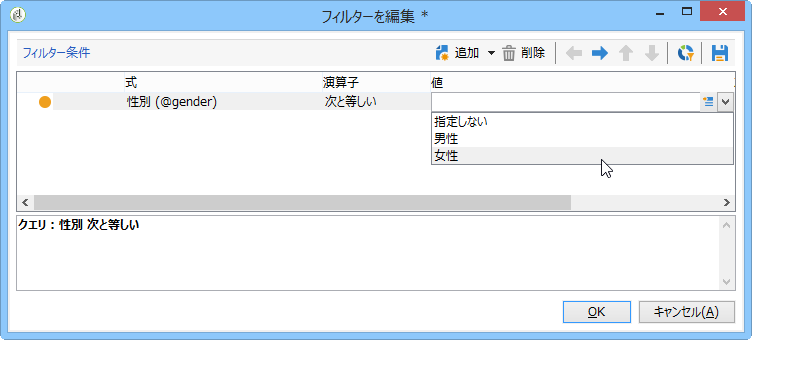 フィルターを編集 *
フィルター条件 追加 削除
式 演算子 値
性別 (@gender) 次と等しい
指定しない
男性
女性
クエリ : 性別 次と等しい
OK キャンセル(A)